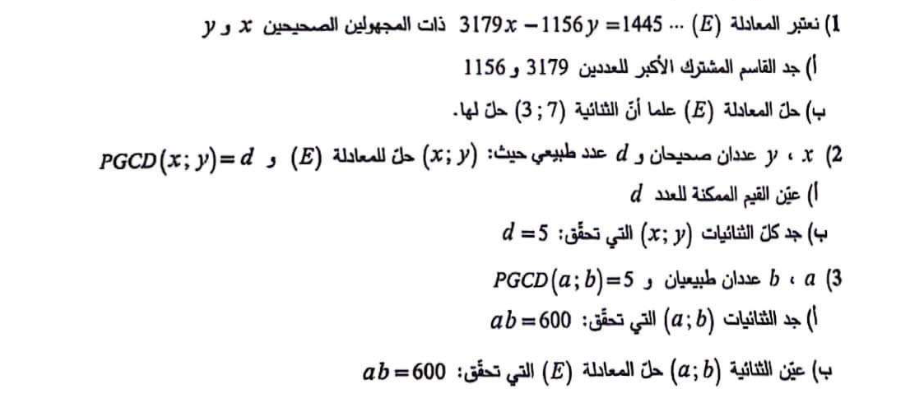 1) نعتبر المعادلة (E) ... 3179x − 1156y = 1445 ذات المجهولين الصحيحين x و y
أ) جد القاسم المشترك الأكبر للعددين 3179 و 1156
ب) حلّ المعادلة (E) علما أنّ الثنائية (3;7) حلّ لها.
2) x ، y عددان صحيحان و d عدد طبيعي حيث: (x;y) حلّ للمعادلة (E) و PGCD(x;y)=d
أ) عيّن القيم الممكنة للعدد d
ب) جد كلّ الثنائيات (x;y) التي تحقّق: d=5
3) a ، b عددان طبيعيان و PGCD(a;b)=5
أ) جد الثنائيات (a;b) التي تحقّق: ab=600
ب) عيّن الثنائية (a;b) حلّ المعادلة (E) التي تحقّق: ab=600